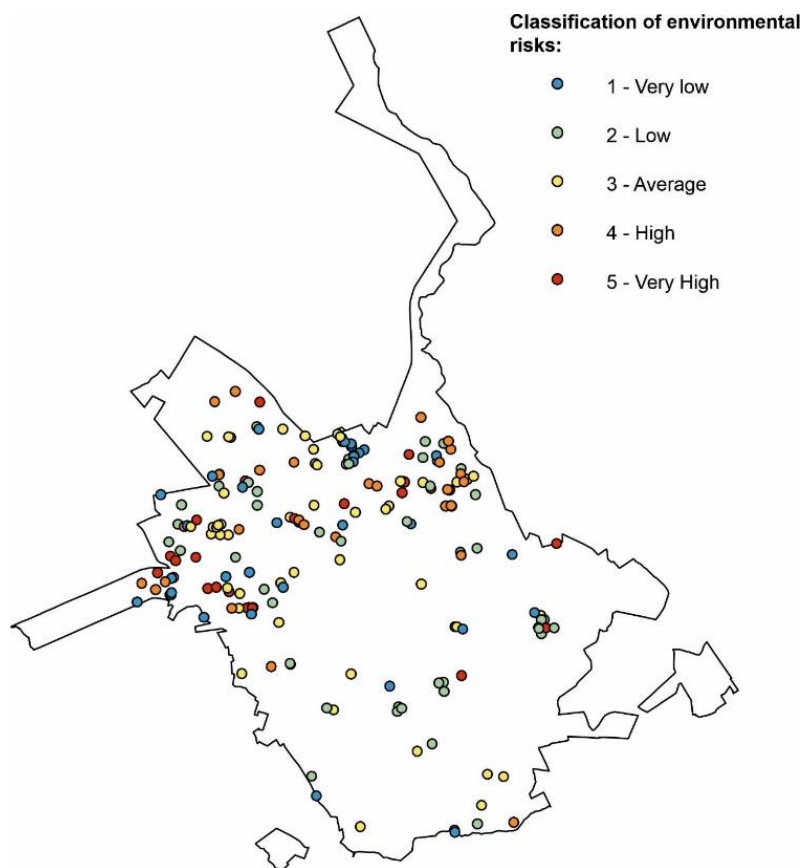 Classification of environmental
risks:
1 - Very low
2 - Low
3 - Average
4 - High
5 - Very High